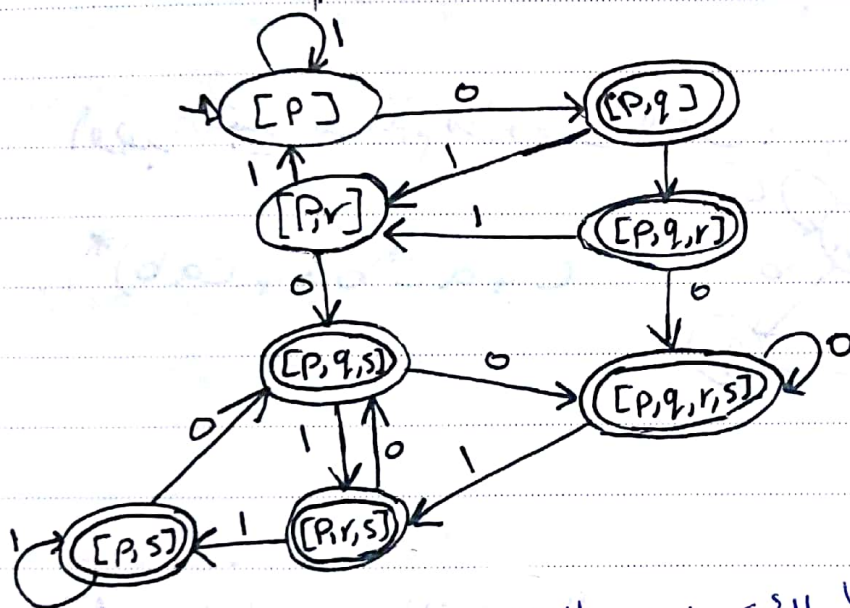 1
[P] 0 [P,q]
1 1
[P,r] 1 [P,q,r]
0 0
[P,q,s] 0 [P,q,r,s] 0
0 1 0 1
1 [P,s] 1 [P,r,s]